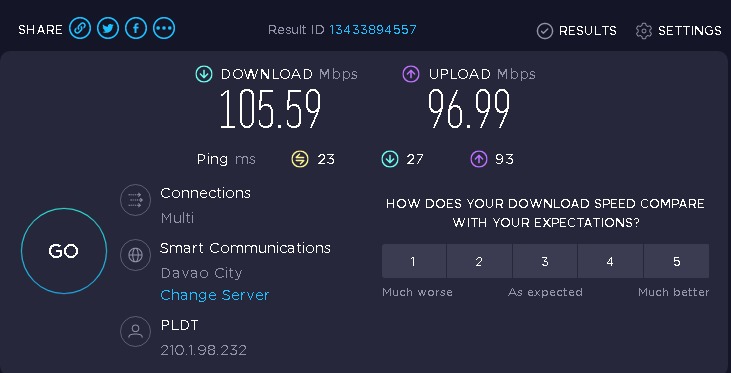 SHARE
Result ID 13433894557
RESULTS
SETTINGS
DOWNLOAD Mbps
105.59
UPLOAD Mbps
96.99
Ping ms 23 27 93
GO
Connections
Multi
Smart Communications
Davao City
Change Server
PLDT
210.1.98.232
HOW DOES YOUR DOWNLOAD SPEED COMPARE
WITH YOUR EXPECTATIONS?
1 2 3 4 5
Much worse As expected Much better